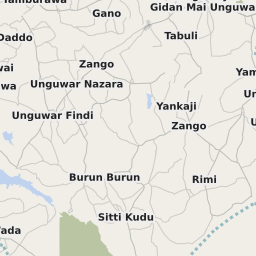 Gano
Gidan Mai Unguwa
Daddo
Tabuli
Zango
Unguwar Nazara
Yankaji
Unguwar Findi
Zango
Burun Burun
Rimi
Sitti Kudu